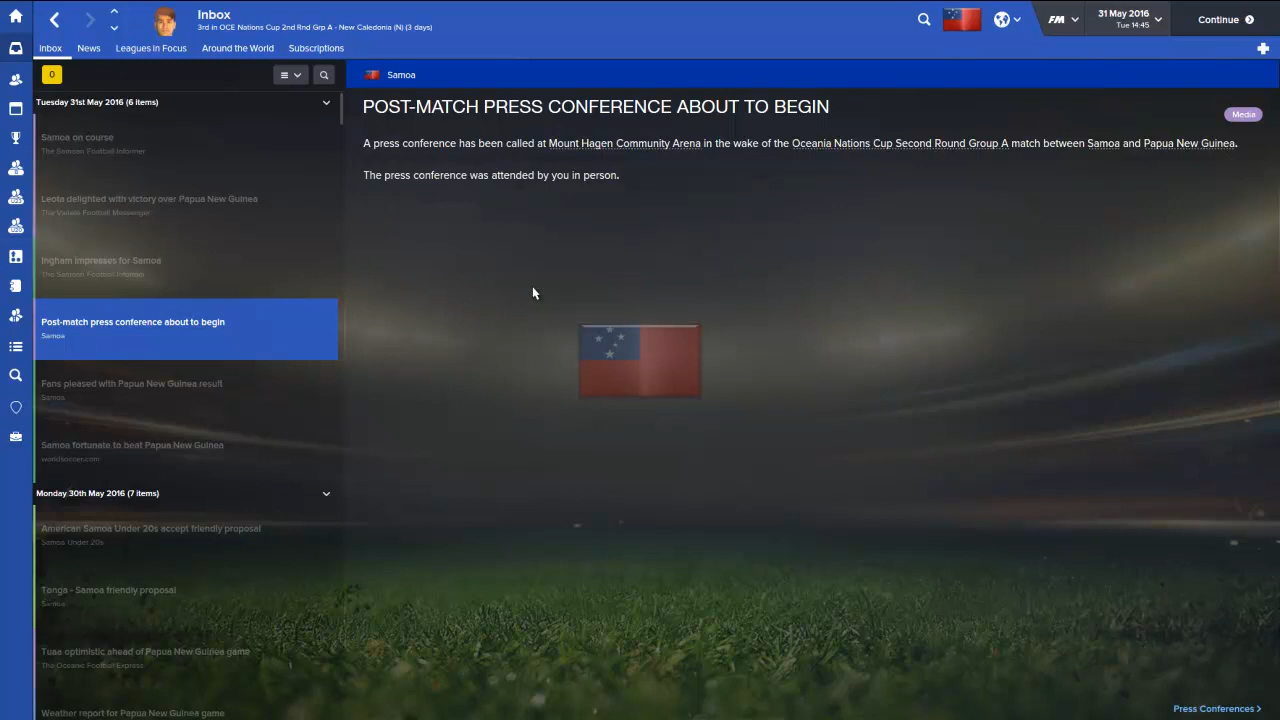 Inbox
3rd in OCE Nations Cup 2nd Rnd Grp A - New Caledonia (N) (3 days)
FM
31 May 2016
Tue 14:45
Continue
Inbox
News
Leagues in Focus
Around the World
Subscriptions
0
Tuesday 31st May 2016 (6 items)
Samoa on course
The Samoan Football Informer
Leota delighted with victory over Papua New Guinea
The Vailele Football Messenger
Ingham impresses for Samoa
The Samoan Football Informer
Post-match press conference about to begin
Samoa
Fans pleased with Papua New Guinea result
Samoa
Samoa fortunate to beat Papua New Guinea
worldsoccer.com
Monday 30th May 2016 (7 items)
American Samoa Under 20s accept friendly proposal
Samoa Under 20s
Tonga - Samoa friendly proposal
Samoa
Tuaa optimistic ahead of Papua New Guinea game
The Oceanic Football Express
Weather report for Papua New Guinea game
Samoa
POST-MATCH PRESS CONFERENCE ABOUT TO BEGIN
Media
A press conference has been called at Mount Hagen Community Arena in the wake of the Oceania Nations Cup Second Round Group A match between Samoa and Papua New Guinea.
The press conference was attended by you in person.
Press Conferences >